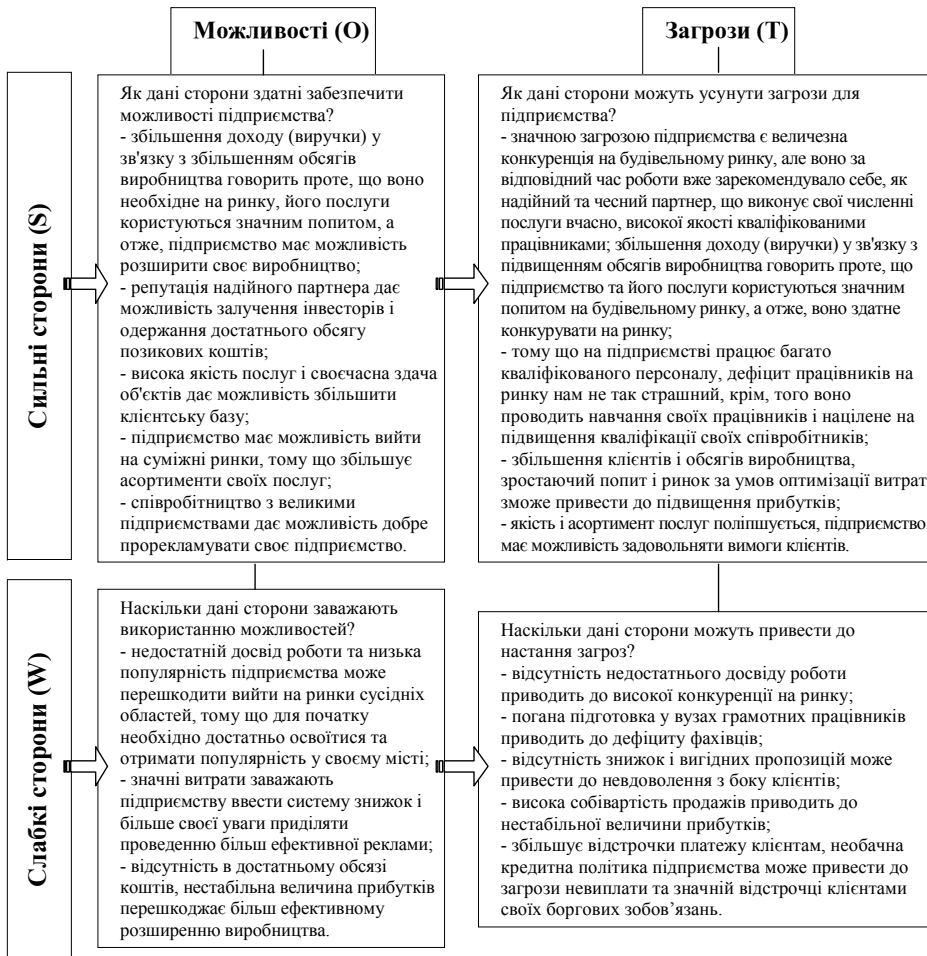 Можливості (О)
Загрози (Т)
Сильні сторони (S)
Як дані сторони здатні забезпечити
можливості підприємства?
- збільшення доходу (виручки) у
зв'язку з збільшенням обсягів
виробництва говорить проте, що воно
необхідне на ринку, його послуги
користуються значним попитом, а
отже, підприємство має можливість
розширити своє виробництво;
- репутація надійного партнера дає
можливість залучення інвесторів і
одержання достатнього обсягу
позикових коштів;
- висока якість послуг і своєчасна здача
об'єктів дає можливість збільшити
клієнтську базу;
- підприємство має можливість вийти
на суміжні ринки, тому що збільшує
асортименти своїх послуг;
- співробітництво з великими
підприємствами дає можливість добре
прорекламувати своє підприємство.
Як дані сторони можуть усунути загрози для
підприємства?
- значною загрозою підприємства є величезна
конкуренція на будівельному ринку, але воно за
відповідний час роботи вже зарекомендувало себе, як
надійний та чесний партнер, що виконує свої численні
послуги вчасно, високої якості кваліфікованими
працівниками; збільшення доходу (виручки) у зв'язку з
підвищенням обсягів виробництва говорить проте, що
підприємство та його послуги користуються значним
попитом на будівельному ринку, а отже, воно здатне
конкурувати на ринку;
- тому що на підприємстві працює багато
кваліфікованого персоналу, дефіцит працівників на
ринку нам не так страшний, крім, того воно
проводить навчання своїх працівників і націлене на
підвищення кваліфікації своїх співробітників;
- збільшення клієнтів і обсягів виробництва,
зростаючий попит і ринок за умов оптимізації витрат
зможе привести до підвищення прибутків;
- якість і асортимент послуг поліпшується, підприємство
має можливість задовольняти вимоги клієнтів.
Слабкі сторони (W)
Наскільки дані сторони заважають
використанню можливостей?
- недостатній досвід роботи та низька
популярність підприємства може
перешкодити вийти на ринки сусідніх
областей, тому що для початку
необхідно достатньо освоїтися та
отримати популярність у своєму місті;
- значні витрати заважають
підприємству ввести систему знижок і
більше своєї уваги приділяти
проведенню більш ефективної реклами;
- відсутність в достатньому обсязі
коштів, нестабільна величина прибутків
перешкоджає більш ефективному
розширенню виробництва.
Наскільки дані сторони можуть привести до
настання загроз?
- відсутність недостатнього досвіду роботи
приводить до високої конкуренції на ринку;
- погана підготовка у вузах грамотних працівників
приводить до дефіциту фахівців;
- відсутність знижок і вигідних пропозицій може
привести до невдоволення з боку клієнтів;
- висока собівартість продажів приводить до
нестабільної величини прибутків;
- збільшує відстрочки платежу клієнтам, необачна
кредитна політика підприємства може привести до
загрози невиплати та значній відстрочці клієнтами
своїх боргових зобов’язань.